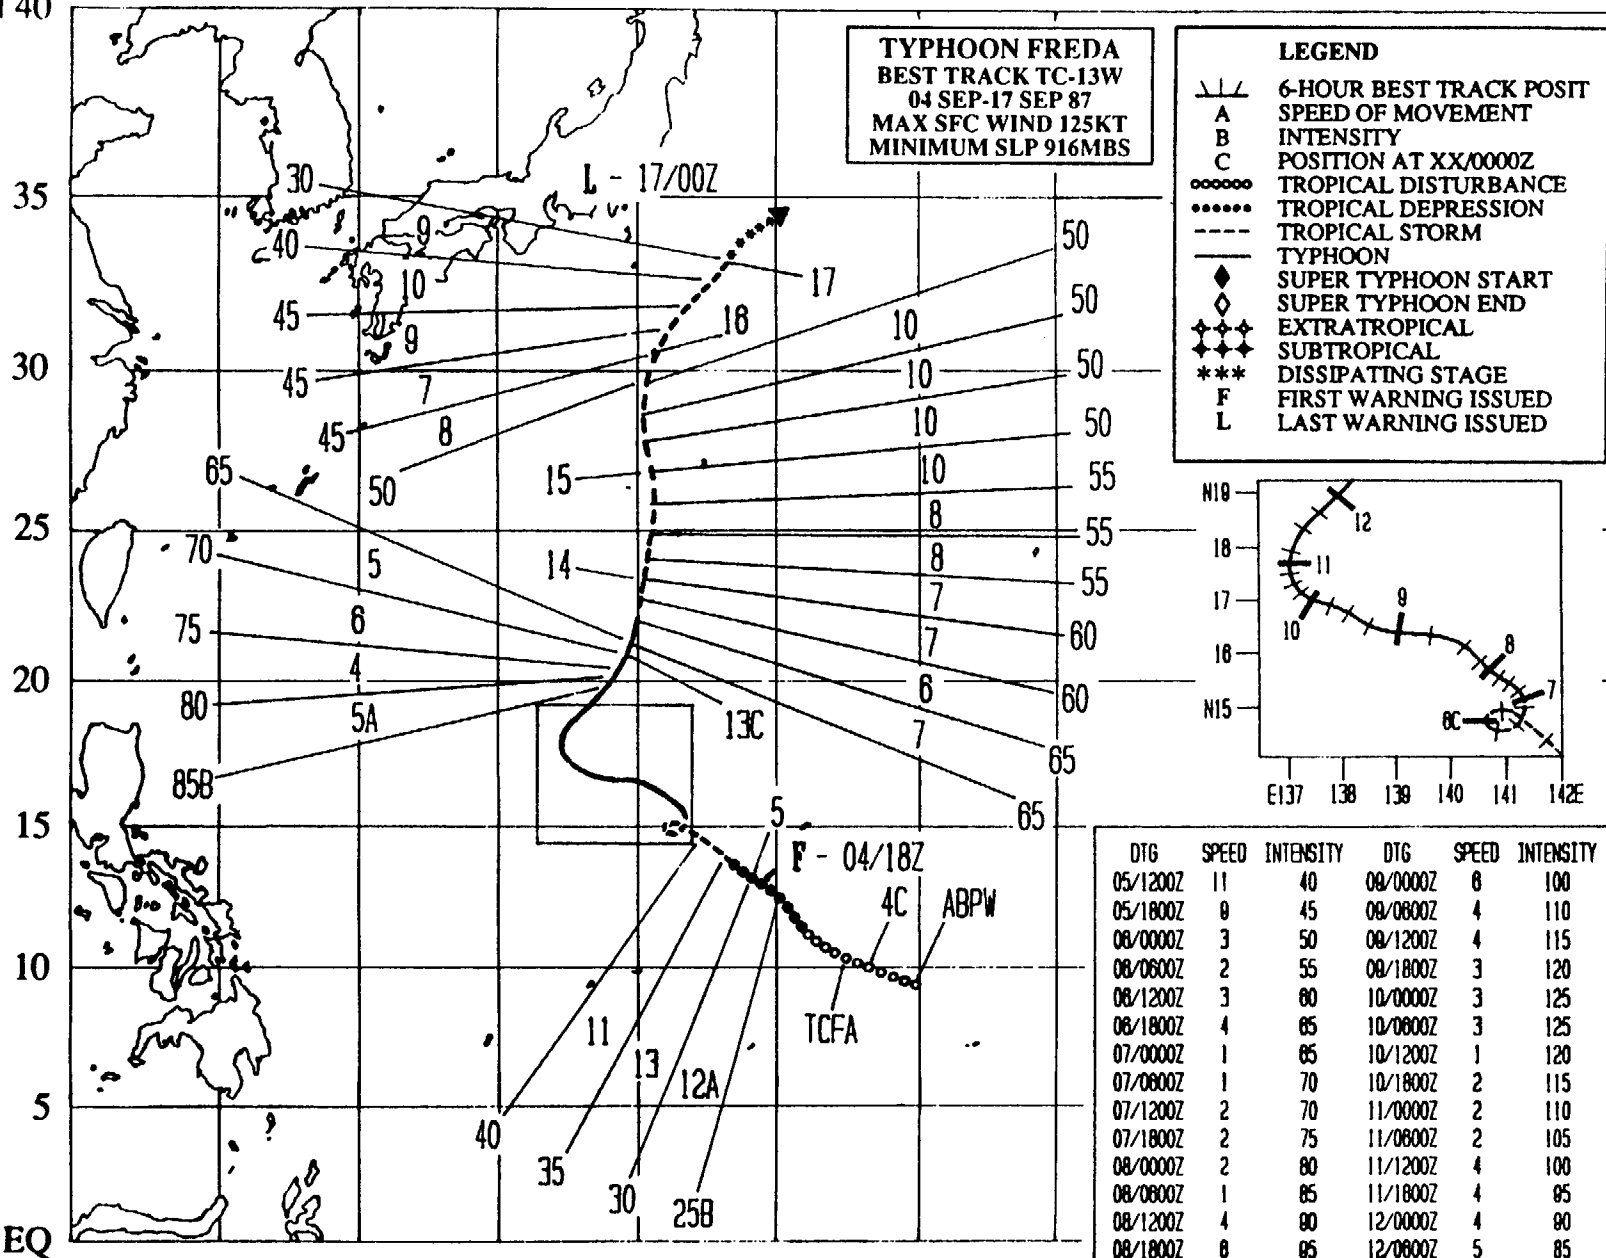 40
TYPHOON FREDA
BEST TRACK TC-13W
04 SEP-17 SEP 87
MAX SFC WIND 125KT
MINIMUM SLP 916MBS
LEGEND
6-HOUR BEST TRACK POSIT
A SPEED OF MOVEMENT
B INTENSITY
C POSITION AT XX/0000Z
TROPICAL DISTURBANCE
TROPICAL DEPRESSION
TROPICAL STORM
TYPHOON
SUPER TYPHOON START
SUPER TYPHOON END
EXTRATROPICAL
SUBTROPICAL
*** DISSIPATING STAGE
F FIRST WARNING ISSUED
L LAST WARNING ISSUED
30
L - 17/00Z
35
9
40
50
10
17
45
50
16
10
9
30
45
7
10
50
45
8
10
50
65
15
10
55
50
8
25
55
70
5
14
8
55
7
75
6
7
60
4
20
6
60
80
5A
13C
7
85B
65
65
15
5
F - 04/18Z
4C
ABPW
10
TCFA
11
13
12A
5
40
35
30
25B
EQ
N19
12
18
11
17
9
10
16
8
7
N15
6C
E137 138 139 140 141 142E
DTG SPEED INTENSITY DTG SPEED INTENSITY
05/1200Z 11 40 09/0000Z 6 100
05/1800Z 9 45 09/0600Z 4 110
06/0000Z 3 50 09/1200Z 4 115
06/0600Z 2 55 09/1800Z 3 120
06/1200Z 3 60 10/0000Z 3 125
06/1800Z 4 65 10/0600Z 3 125
07/0000Z 1 65 10/1200Z 1 120
07/0600Z 1 70 10/1800Z 2 115
07/1200Z 2 70 11/0000Z 2 110
07/1800Z 2 75 11/0600Z 2 105
08/0000Z 2 80 11/1200Z 4 100
08/0600Z 1 85 11/1800Z 4 95
08/1200Z 4 90 12/0000Z 4 90
08/1800Z 6 95 12/0600Z 5 85